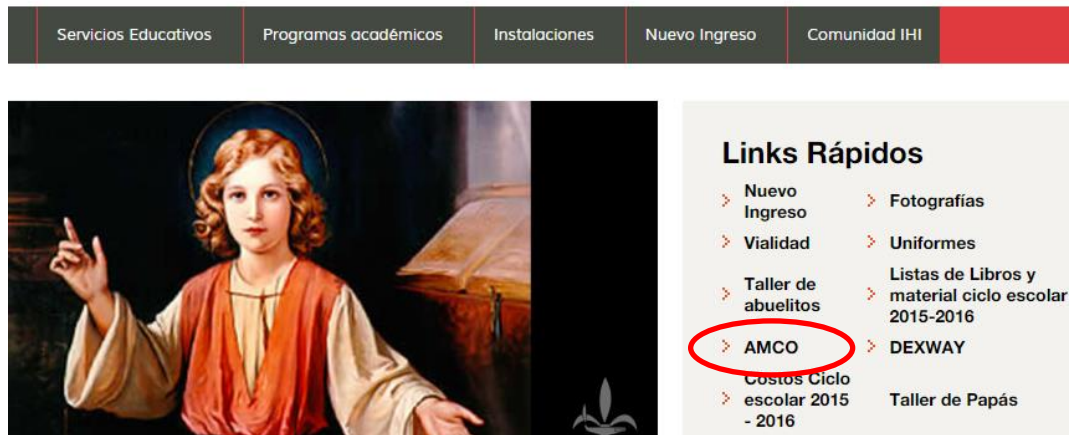 Servicios Educativos Programas académicos Instalaciones Nuevo Ingreso Comunidad IHI
Links Rápidos
Nuevo
Ingreso
Fotografías
Vialidad
Uniformes
Taller de
abuelitos
Listas de Libros y
material ciclo escolar
2015-2016
AMCO
DEXWAY
Costos Ciclo
escolar 2015
- 2016
Taller de Papás